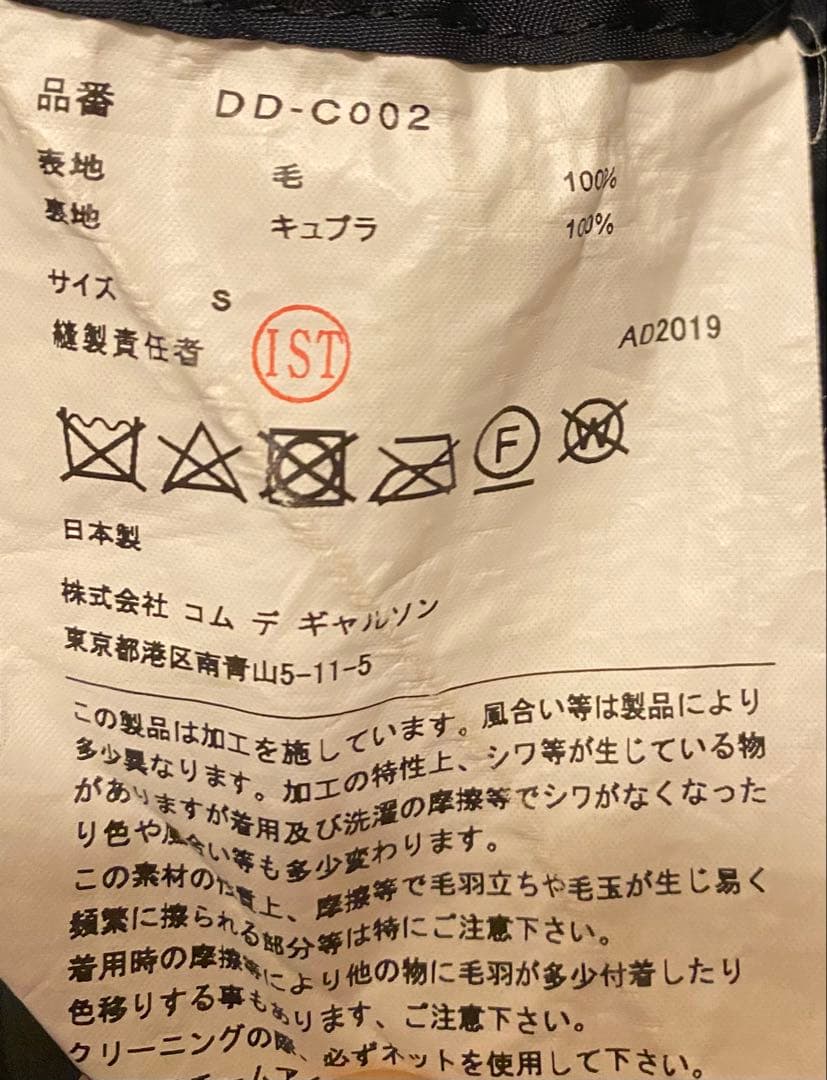 品番 DD-C002
表地 毛 100%
裏地 キュプラ 100%
サイズ S
縫製責任者 IST AD2019
F W
日本製
株式会社 コム デ ギャルソン
東京都港区南青山5-11-5
この製品は加工を施しています。風合い等は製品により
多少異なります。加工の特性上、シワ等が生じている物
がありますが着用及び洗濯の摩擦等でシワがなくなった
り色や風合い等も多少変わります。
この素材の性質上、摩擦等で毛羽立ちや毛玉が生じ易く
頻繁に擦られる部分等は特にご注意下さい。
着用時の摩擦等により他の物に毛羽が多少付着したり
色移りする事もあります、ご注意下さい。
クリーニングの際、必ずネットを使用して下さい。